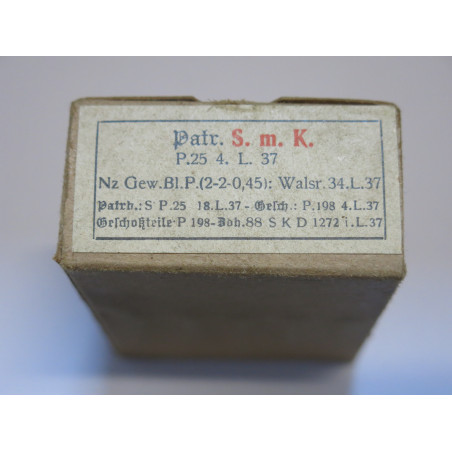 Patr. S. m. K.
P.25 4. L. 37
Nz Gew.Bl.P.(2-2-0,45): Walsr.34.L.37
Patrh.: S P.25 18.L.37 - Gesch.: P.198 4.L.37
Geschoßteile: P 198-Zdh.88 S K D 1272 i.L.37